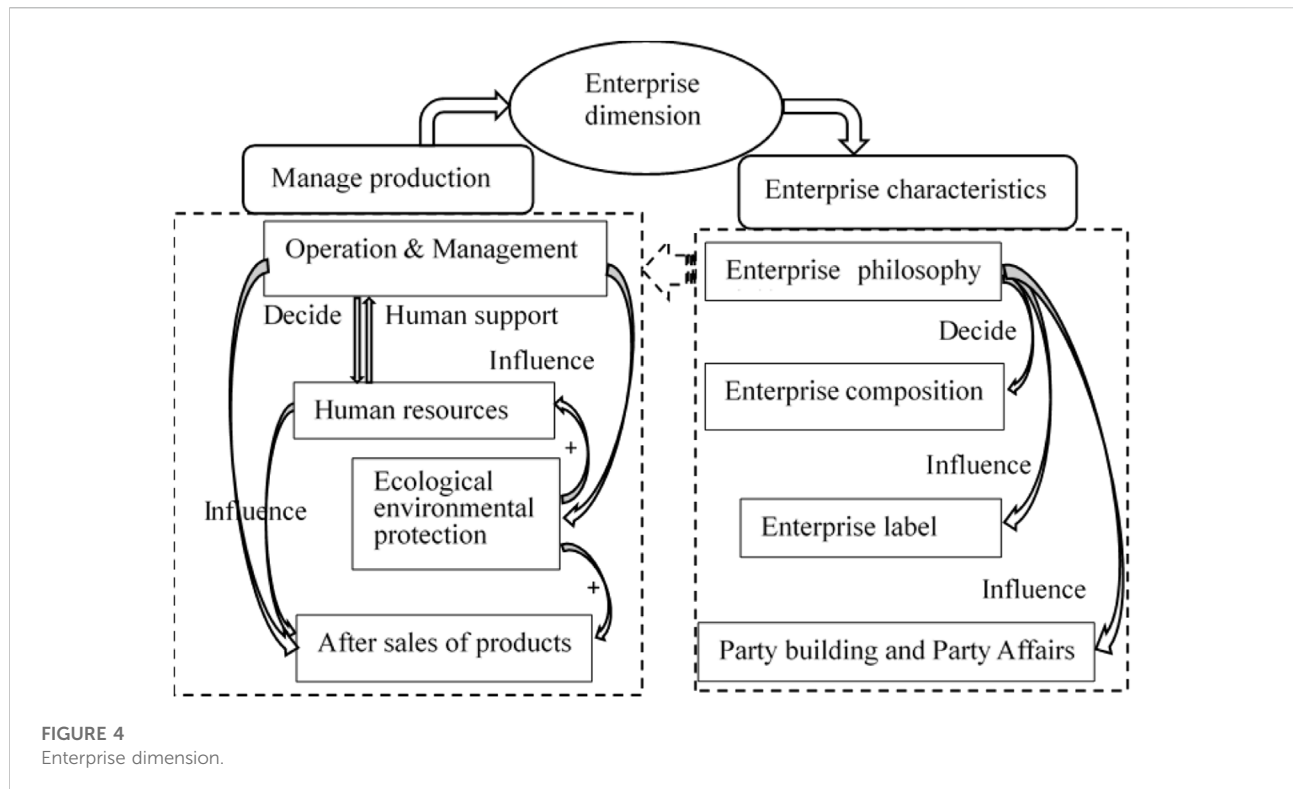 Enterprise
dimension
Manage production
Enterprise characteristics
Operation & Management
Enterprise philosophy
Decide
Human support
Decide
Influence
Enterprise composition
Human resources
+
Influence
Ecological
environmental
protection
Influence
Enterprise label
+
Influence
After sales of products
Party building and Party Affairs
FIGURE 4
Enterprise dimension.